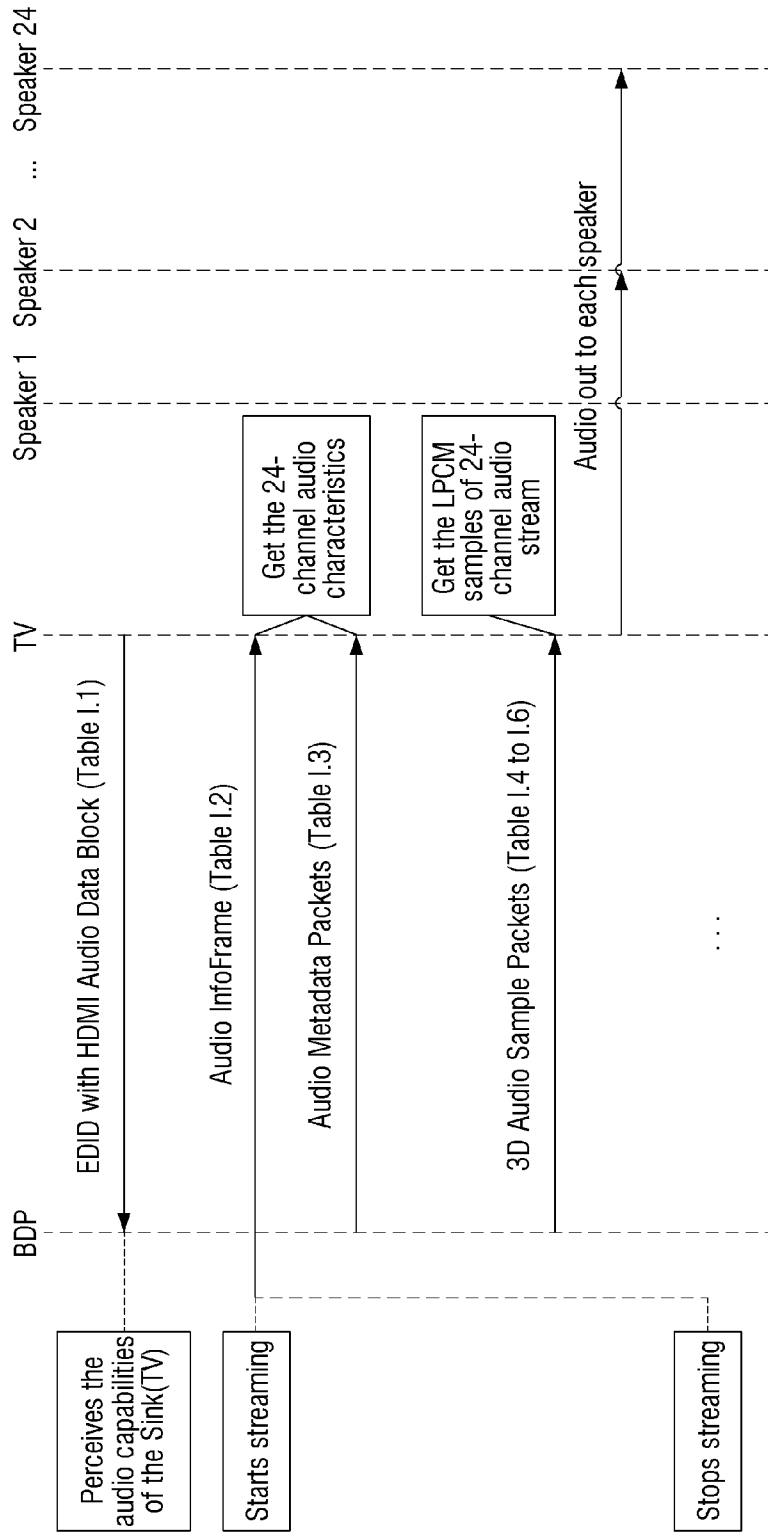 BDP
TV
Speaker 1
Speaker 2
...
Speaker 24
Perceives the
audio capabilities
of the Sink(TV)
EDID with HDMI Audio Data Block (Table I.1)
Starts streaming
Audio InfoFrame (Table I.2)
Get the 24-
channel audio
characteristics
Audio Metadata Packets (Table I.3)
3D Audio Sample Packets (Table I.4 to I.6)
Get the LPCM
samples of 24-
channel audio
stream
Audio out to each speaker
Stops streaming
...